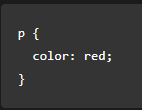 p {
  color: red;
}